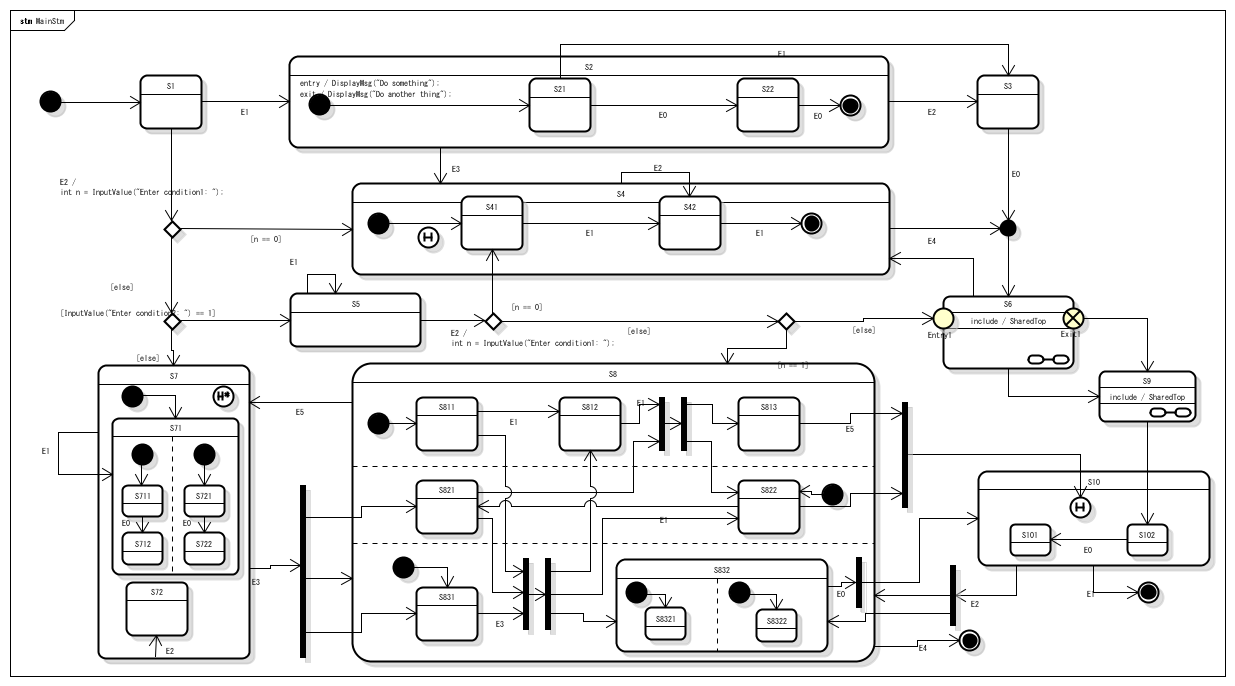 stm MainStm
E1
S1
S2
entry / DisplayMsg("Do something");
exit / DisplayMsg("Do another thing");
S21
S22
S3
E1
E0
E0
E2
E3
E0
E2 /
int n = InputValue("Enter condition1: ");
E2
S4
S41
S42
H
E1
E1
E4
[n == 0]
E1
[else]
[InputValue("Enter condition2: ") == 1]
S5
[n == 0]
E2 /
int n = InputValue("Enter condition1: ");
[else]
[else]
S6
include / SharedTop
Entry1
Exit1
[else]
[n == 1]
S7
H*
S8
S9
include / SharedTop
E5
S71
S811
S812
E1
S813
E1
E5
E1
S711
S721
E0
E0
S712
S722
S821
S822
E1
S10
H
S101
S102
E0
E3
S72
E2
S831
E3
S832
S8321
S8322
E0
E2
E1
E4